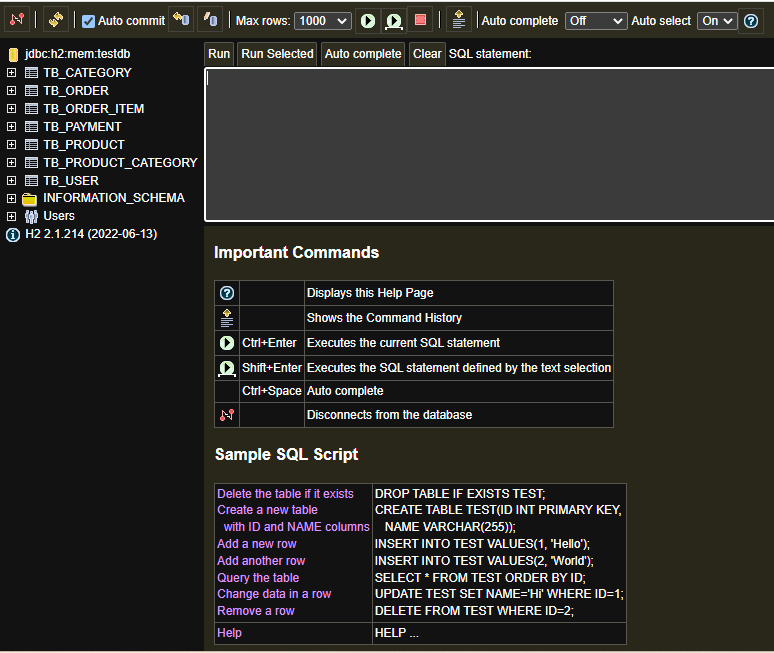 Auto commit Max rows: 1000 Auto complete Off Auto select On ?
jdbc:h2:mem:testdb
TB_CATEGORY
TB_ORDER
TB_ORDER_ITEM
TB_PAYMENT
TB_PRODUCT
TB_PRODUCT_CATEGORY
TB_USER
INFORMATION_SCHEMA
Users
H2 2.1.214 (2022-06-13)
Run Run Selected Auto complete Clear SQL statement:
Important Commands
? Displays this Help Page
Shows the Command History
Ctrl+Enter Executes the current SQL statement
Shift+Enter Executes the SQL statement defined by the text selection
Ctrl+Space Auto complete
Disconnects from the database
Sample SQL Script
Delete the table if it exists DROP TABLE IF EXISTS TEST;
Create a new table CREATE TABLE TEST(ID INT PRIMARY KEY,
with ID and NAME columns NAME VARCHAR(255));
Add a new row INSERT INTO TEST VALUES(1, 'Hello');
Add another row INSERT INTO TEST VALUES(2, 'World');
Query the table SELECT * FROM TEST ORDER BY ID;
Change data in a row UPDATE TEST SET NAME='Hi' WHERE ID=1;
Remove a row DELETE FROM TEST WHERE ID=2;
Help HELP ...